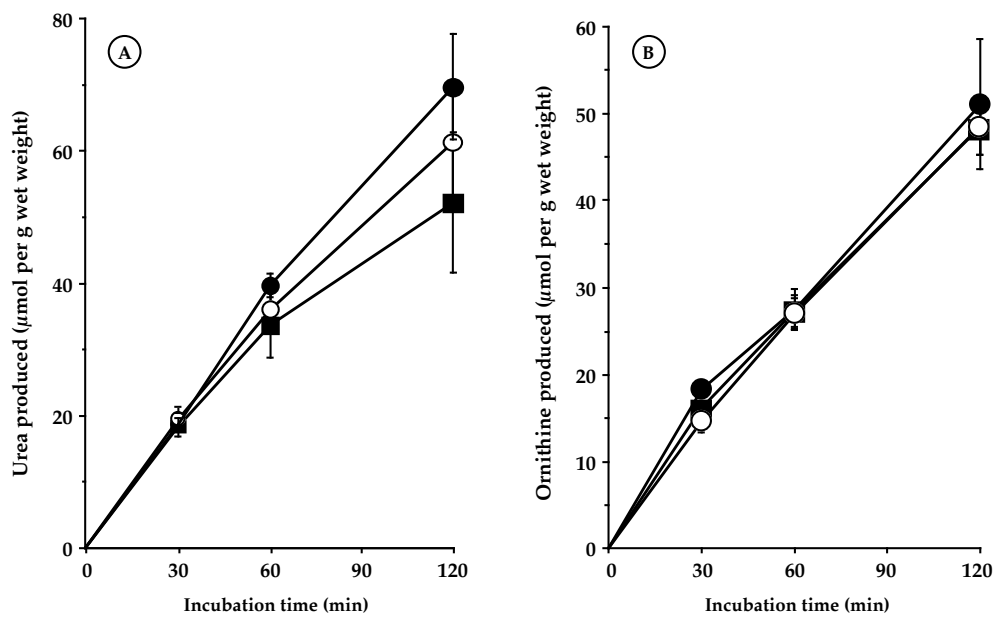 A
Urea produced (µmol per g wet weight)
80
60
40
20
0
0 30 60 90 120
Incubation time (min)
B
Ornithine produced (µmol per g wet weight)
60
50
40
30
20
10
0
0 30 60 90 120
Incubation time (min)